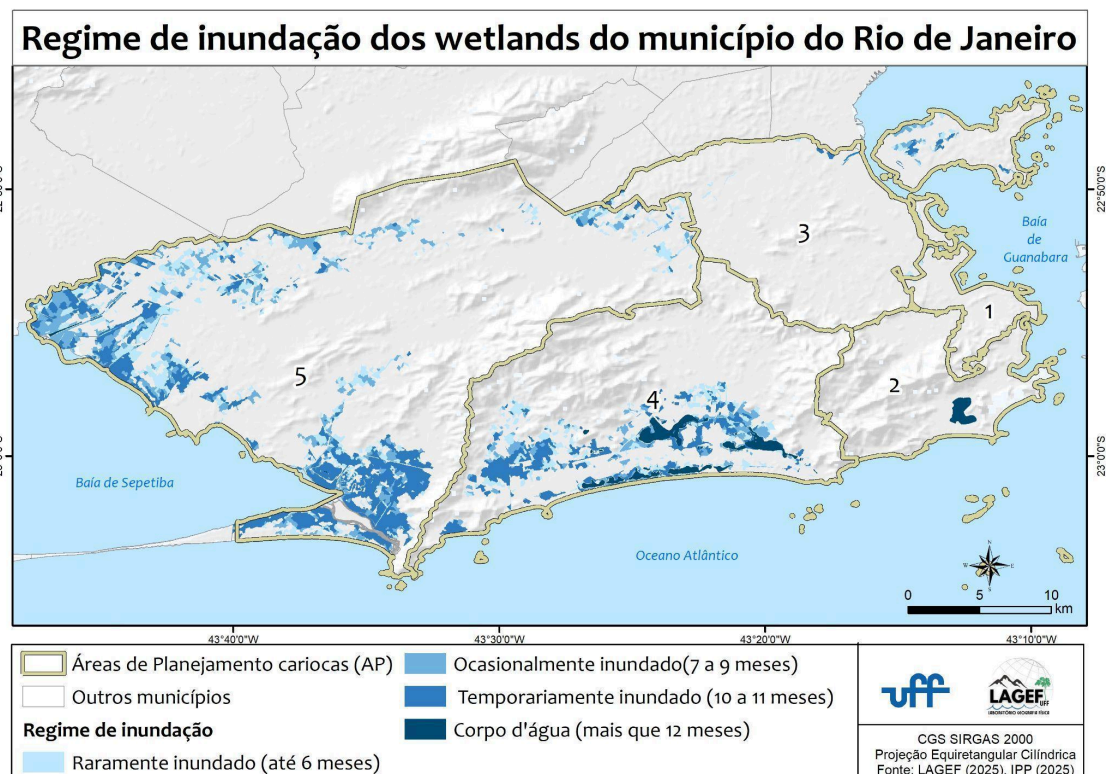 Regime de inundação dos wetlands do município do Rio de Janeiro
22°50'0"S
3
Baía
de
Guanabara
1
2
5
4
23°0'0"S
Baía de Sepetiba
Oceano Atlântico
N
W E
S
0 5 10
km
43°40'0"W 43°30'0"W 43°20'0"W 43°10'0"W
Áreas de Planejamento cariocas (AP)
Outros municípios
Regime de inundação
Raramente inundado (até 6 meses)
Ocasionalmente inundado(7 a 9 meses)
Temporariamente inundado (10 a 11 meses)
Corpo d'água (mais que 12 meses)
uff
LAGEF
UFF
LABORATÓRIO GEOGRAFIA FÍSICA
CGS SIRGAS 2000
Projeção Equiretangular Cilíndrica
Fonte: LAGEF (2025), IPP (2025)